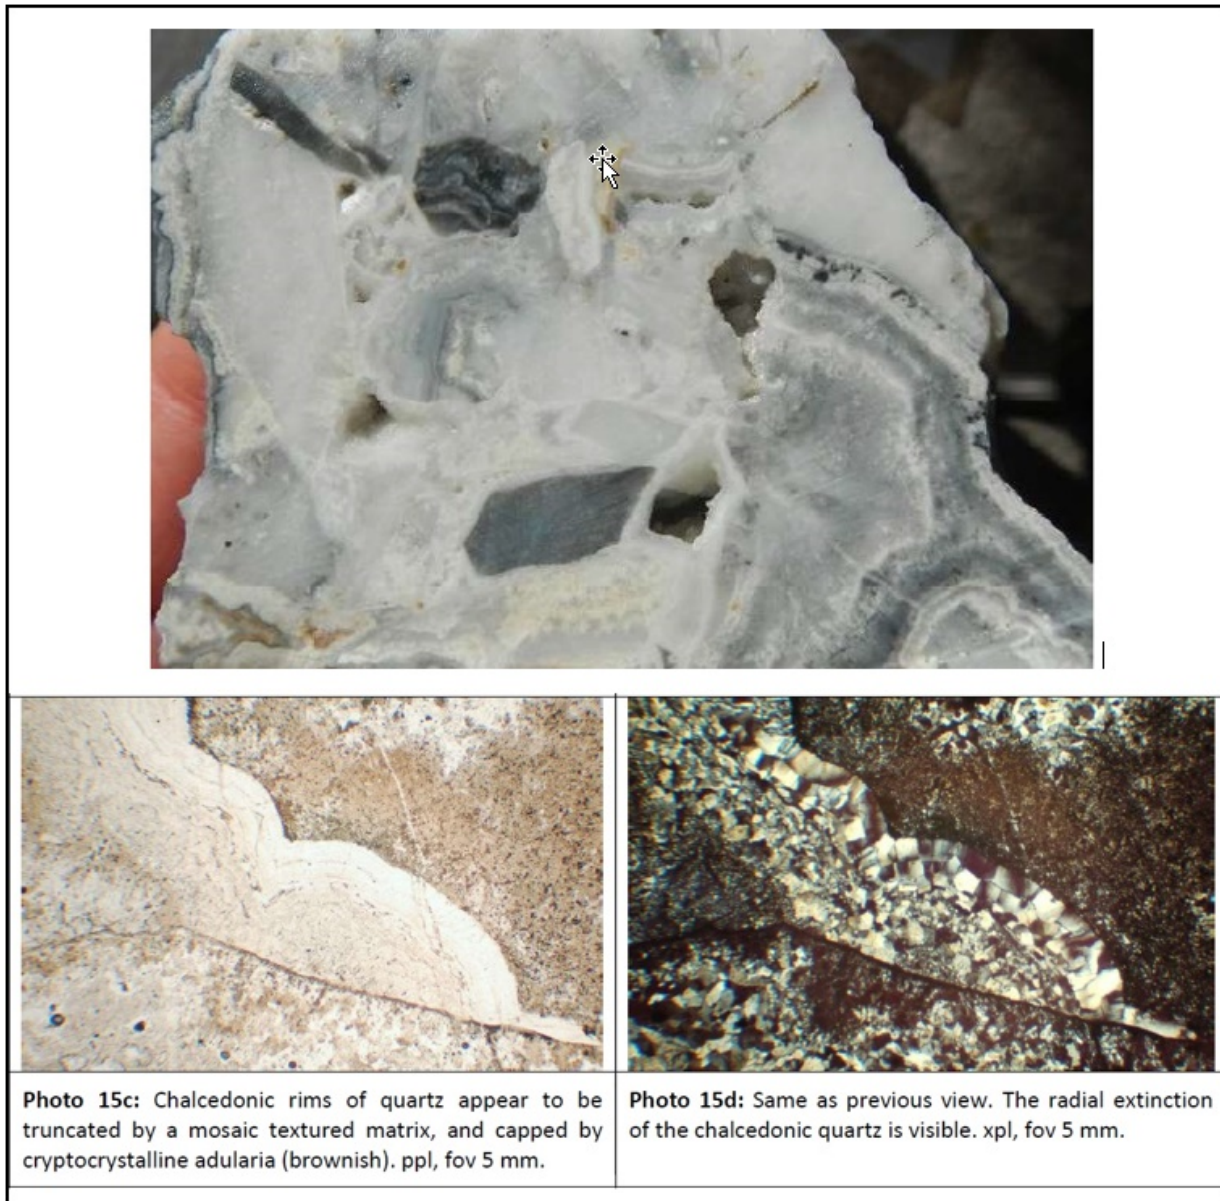 Photo 15c: Chalcedonic rims of quartz appear to be
truncated by a mosaic textured matrix, and capped by
cryptocrystalline adularia (brownish). ppl, fov 5 mm.
Photo 15d: Same as previous view. The radial extinction
of the chalcedonic quartz is visible. xpl, fov 5 mm.